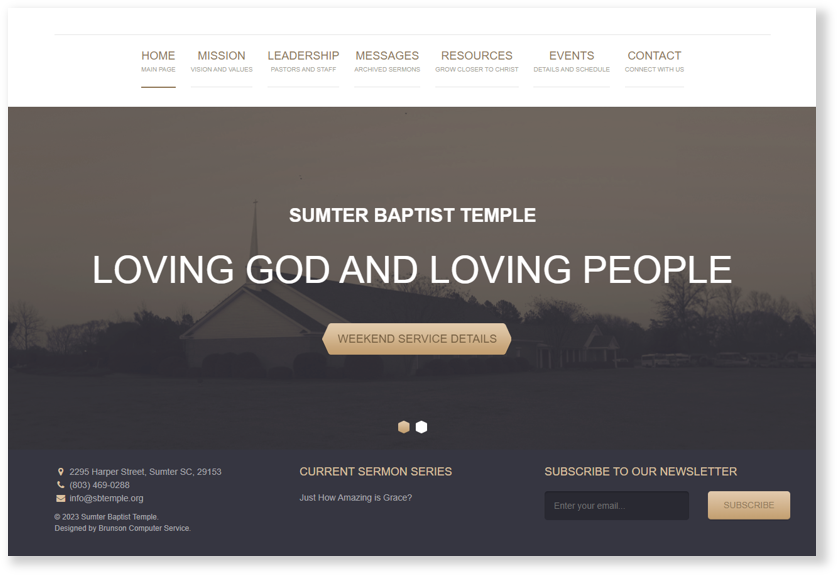 HOME MISSION LEADERSHIP MESSAGES RESOURCES EVENTS CONTACT
MAIN PAGE VISION AND VALUES PASTORS AND STAFF ARCHIVED SERMONS GROW CLOSER TO CHRIST DETAILS AND SCHEDULE CONNECT WITH US
SUMTER BAPTIST TEMPLE
LOVING GOD AND LOVING PEOPLE
WEEKEND SERVICE DETAILS
2295 Harper Street, Sumter SC, 29153
(803) 469-0288
info@sbtemple.org
© 2023 Sumter Baptist Temple.
Designed by Brunson Computer Service.
CURRENT SERMON SERIES
Just How Amazing is Grace?
SUBSCRIBE TO OUR NEWSLETTER
Enter your email... SUBSCRIBE